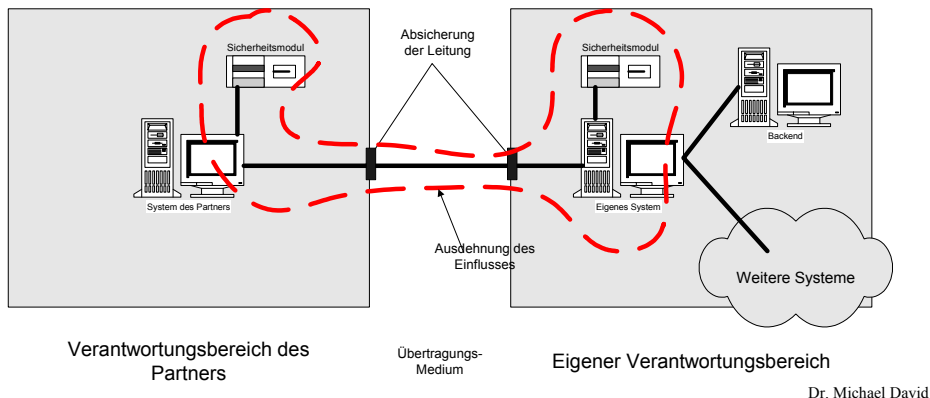 Sicherheitsmodul
Absicherung
der Leitung
Sicherheitsmodul
Backend
System des Partners
Eigenes System
Ausdehnung des
Einflusses
Weitere Systeme
Verantwortungsbereich des
Partners
Übertragungs-
Medium
Eigener Verantwortungsbereich
Dr. Michael David